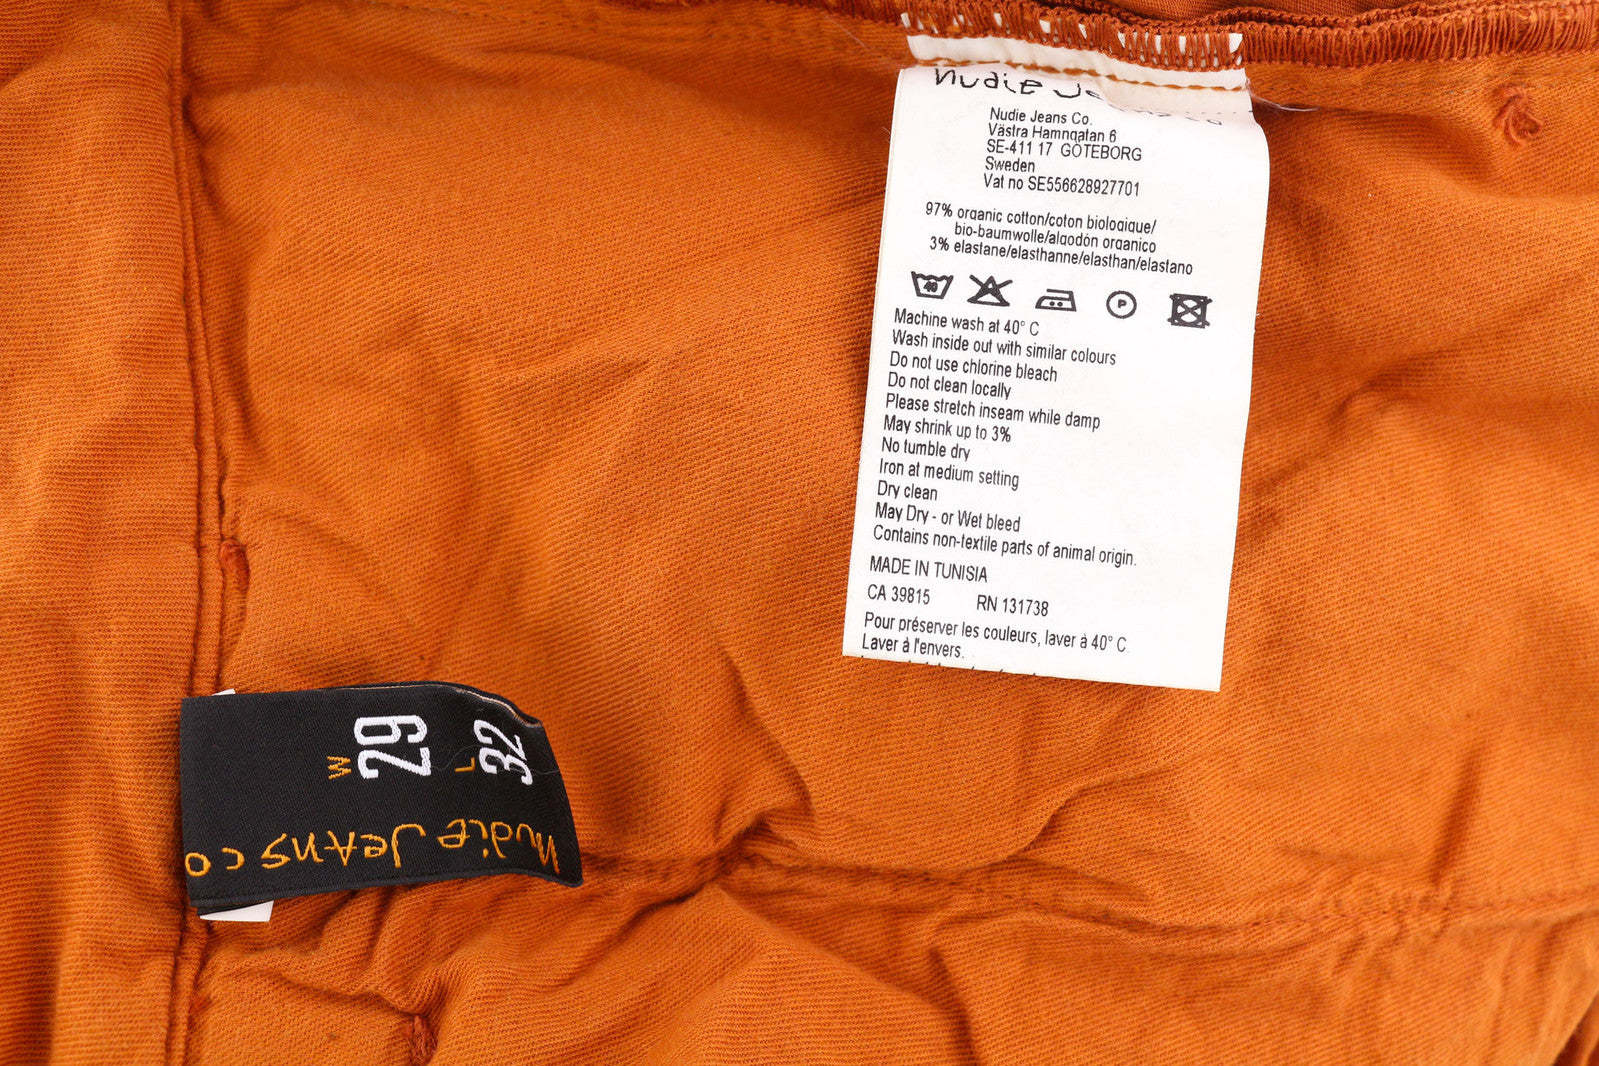 nudie Je
Nudie Jeans Co.
Västra Hamngatan 6
SE-411 17 GÖTEBORG
Sweden
Vat no SE556628927701
97% organic cotton/coton biologique/
bio-baumwolle/algodón organico
3% elastane/elasthanne/elasthan/elastano
40
P
Machine wash at 40° C
Wash inside out with similar colours
Do not use chlorine bleach
Do not clean locally
Please stretch inseam while damp
May shrink up to 3%
No tumble dry
Iron at medium setting
Dry clean
May Dry - or Wet bleed
Contains non-textile parts of animal origin.
MADE IN TUNISIA
CA 39815 RN 131738
Pour préserver les couleurs, laver à 40° C.
Laver à l'envers.
W 29
L 32
nudie Jeans co